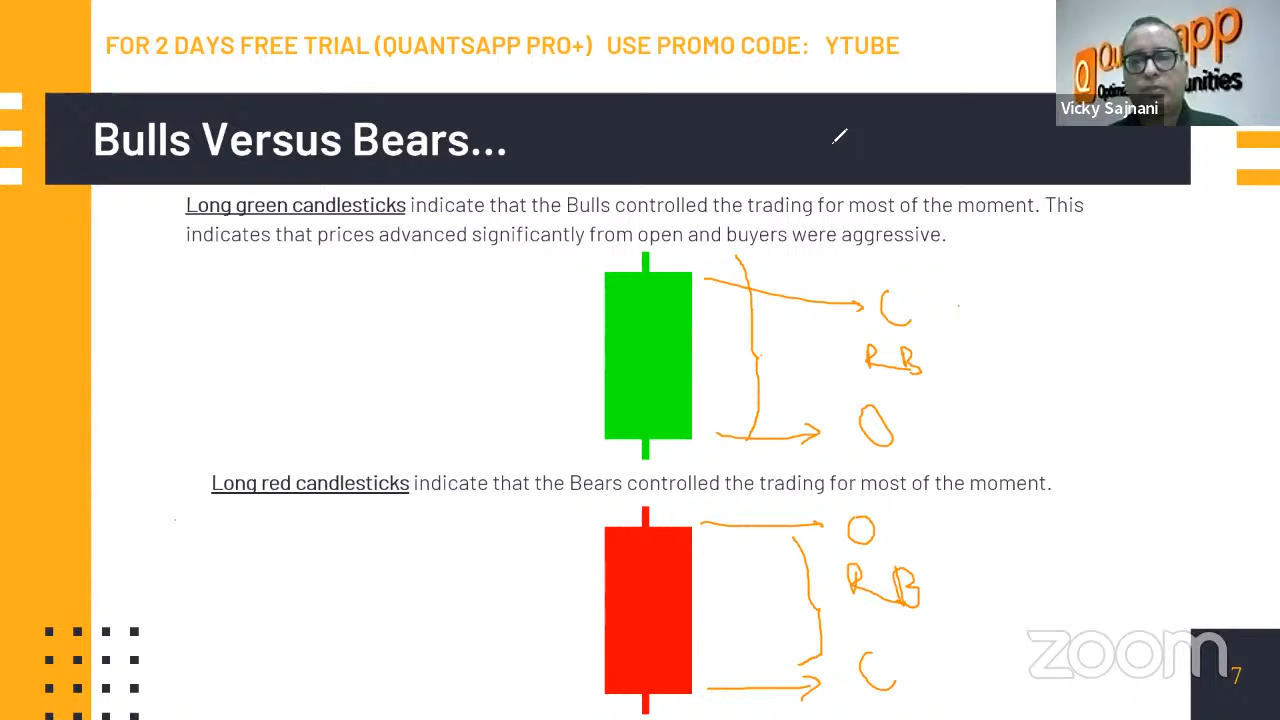 FOR 2 DAYS FREE TRIAL (QUANTSAPP PRO+) USE PROMO CODE: YTUBE
Quantsapp
Vicky Sajnani
Bulls Versus Bears...
Long green candlesticks indicate that the Bulls controlled the trading for most of the moment. This
indicates that prices advanced significantly from open and buyers were aggressive.
C
R B
O
Long red candlesticks indicate that the Bears controlled the trading for most of the moment.
O
R B
C
zoom
7